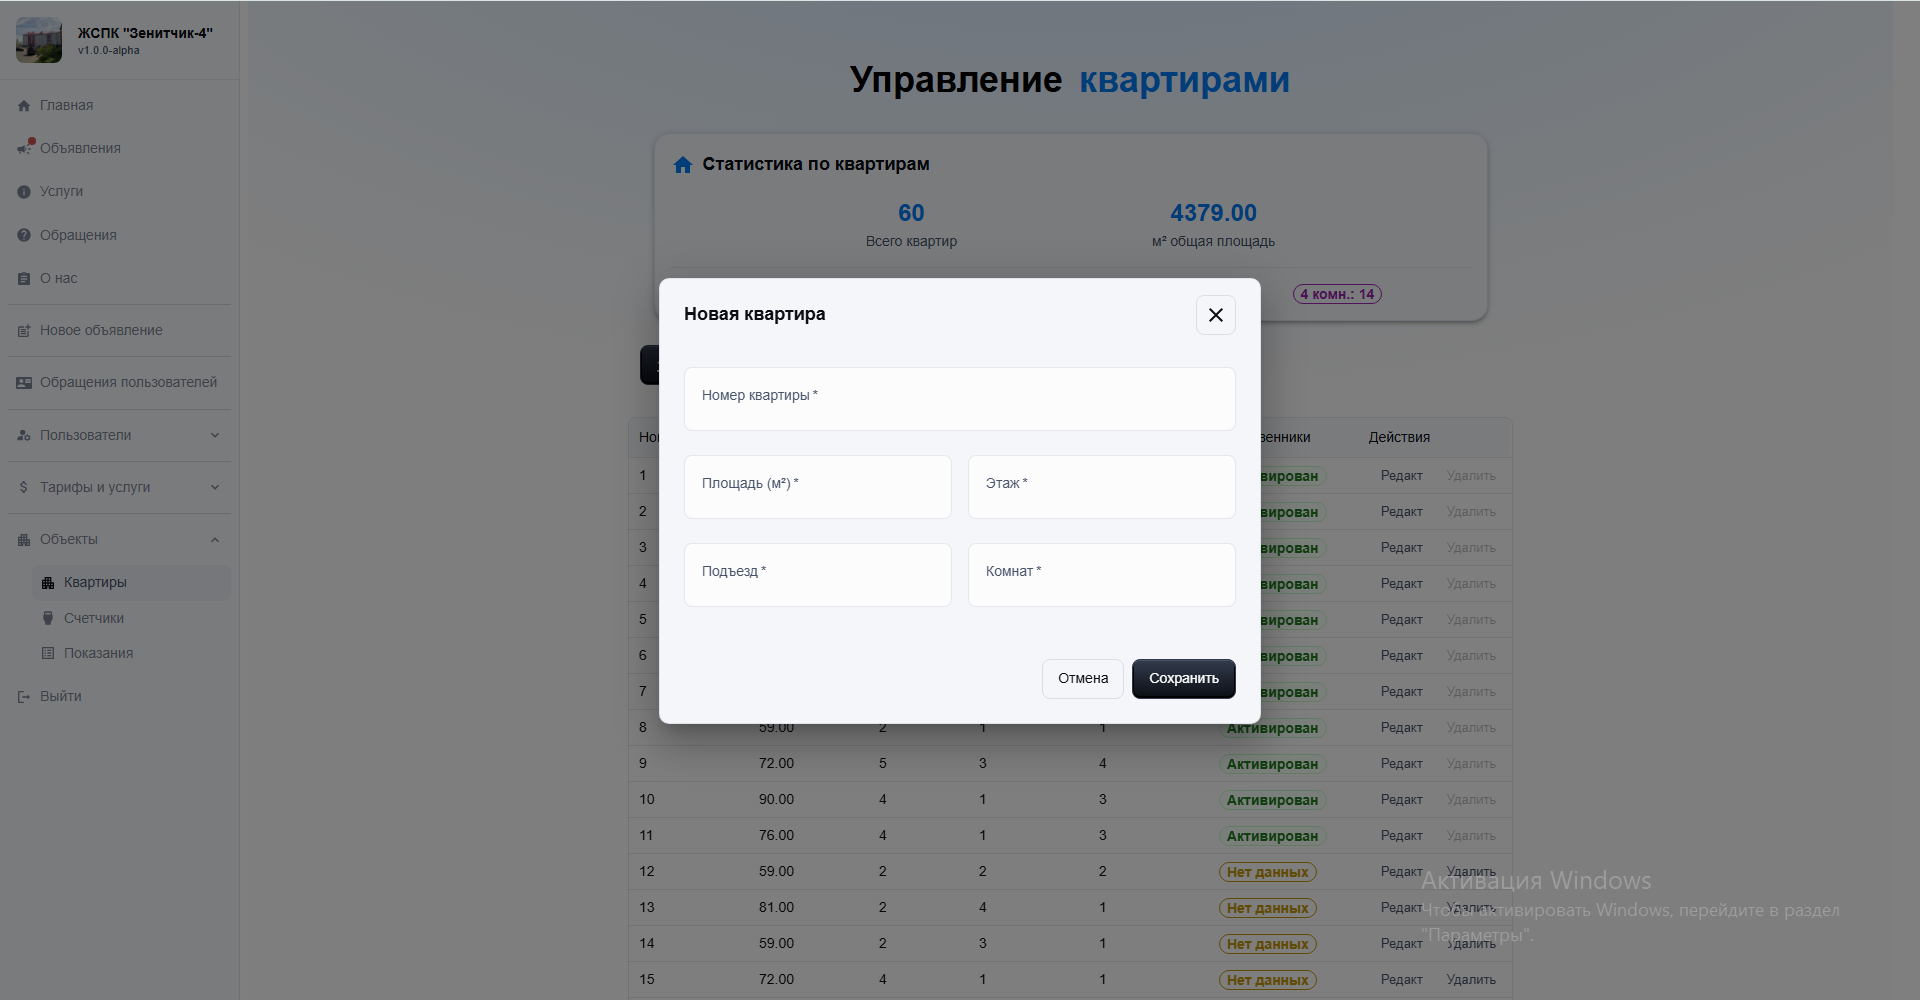 ЖСПК "Зенитчик-4"
v1.0.0-alpha
Главная
Объявления
Услуги
Обращения
О нас
Новое объявление
Обращения пользователей
Пользователи
Тарифы и услуги
Объекты
Квартиры
Счетчики
Показания
Выйти
Управление квартирами
Статистика по квартирам
60
Всего квартир
4379.00
м² общая площадь
4 комн.: 14
Новая квартира
Номер квартиры *
Площадь (м²) *
Этаж *
Подъезд *
Комнат *
Отмена
Сохранить
Действия
1 Редакт Удалить
2 Редакт Удалить
3 Редакт Удалить
4 Редакт Удалить
5 Редакт Удалить
6 Редакт Удалить
7 Редакт Удалить
8 59.00 2 1 1 Активирован Редакт Удалить
9 72.00 5 3 4 Активирован Редакт Удалить
10 90.00 4 1 3 Активирован Редакт Удалить
11 76.00 4 1 3 Активирован Редакт Удалить
12 59.00 2 2 2 Нет данных Редакт Удалить
13 81.00 2 4 1 Нет данных Редакт Удалить
14 59.00 2 3 1 Нет данных Редакт Удалить
15 72.00 4 1 1 Нет данных Редакт Удалить
Активация Windows
Чтобы активировать Windows, перейдите в раздел
"Параметры".